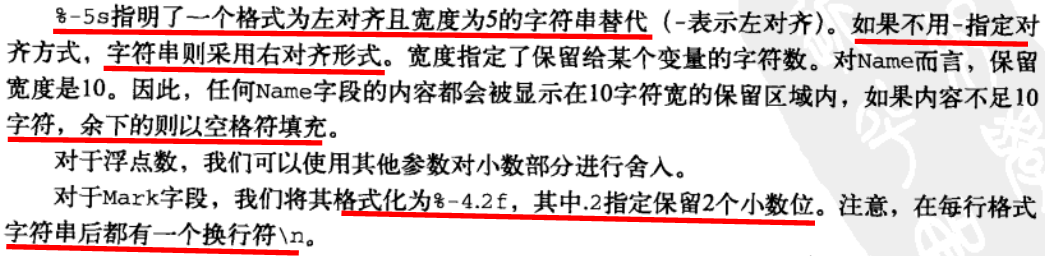 %-5s指明了一个格式为左对齐且宽度为5的字符串替代（-表示左对齐）。如果不用-指定对
齐方式，字符串则采用右对齐形式。宽度指定了保留给某个变量的字符数。对Name而言，保留
宽度是10。因此，任何Name字段的内容都会被显示在10字符宽的保留区域内，如果内容不足10
字符，余下的则以空格符填充。
对于浮点数，我们可以使用其他参数对小数部分进行舍入。
对于Mark字段，我们将其格式化为%-4.2f，其中.2指定保留2个小数位。注意，在每行格式
字符串后都有一个换行符\n。